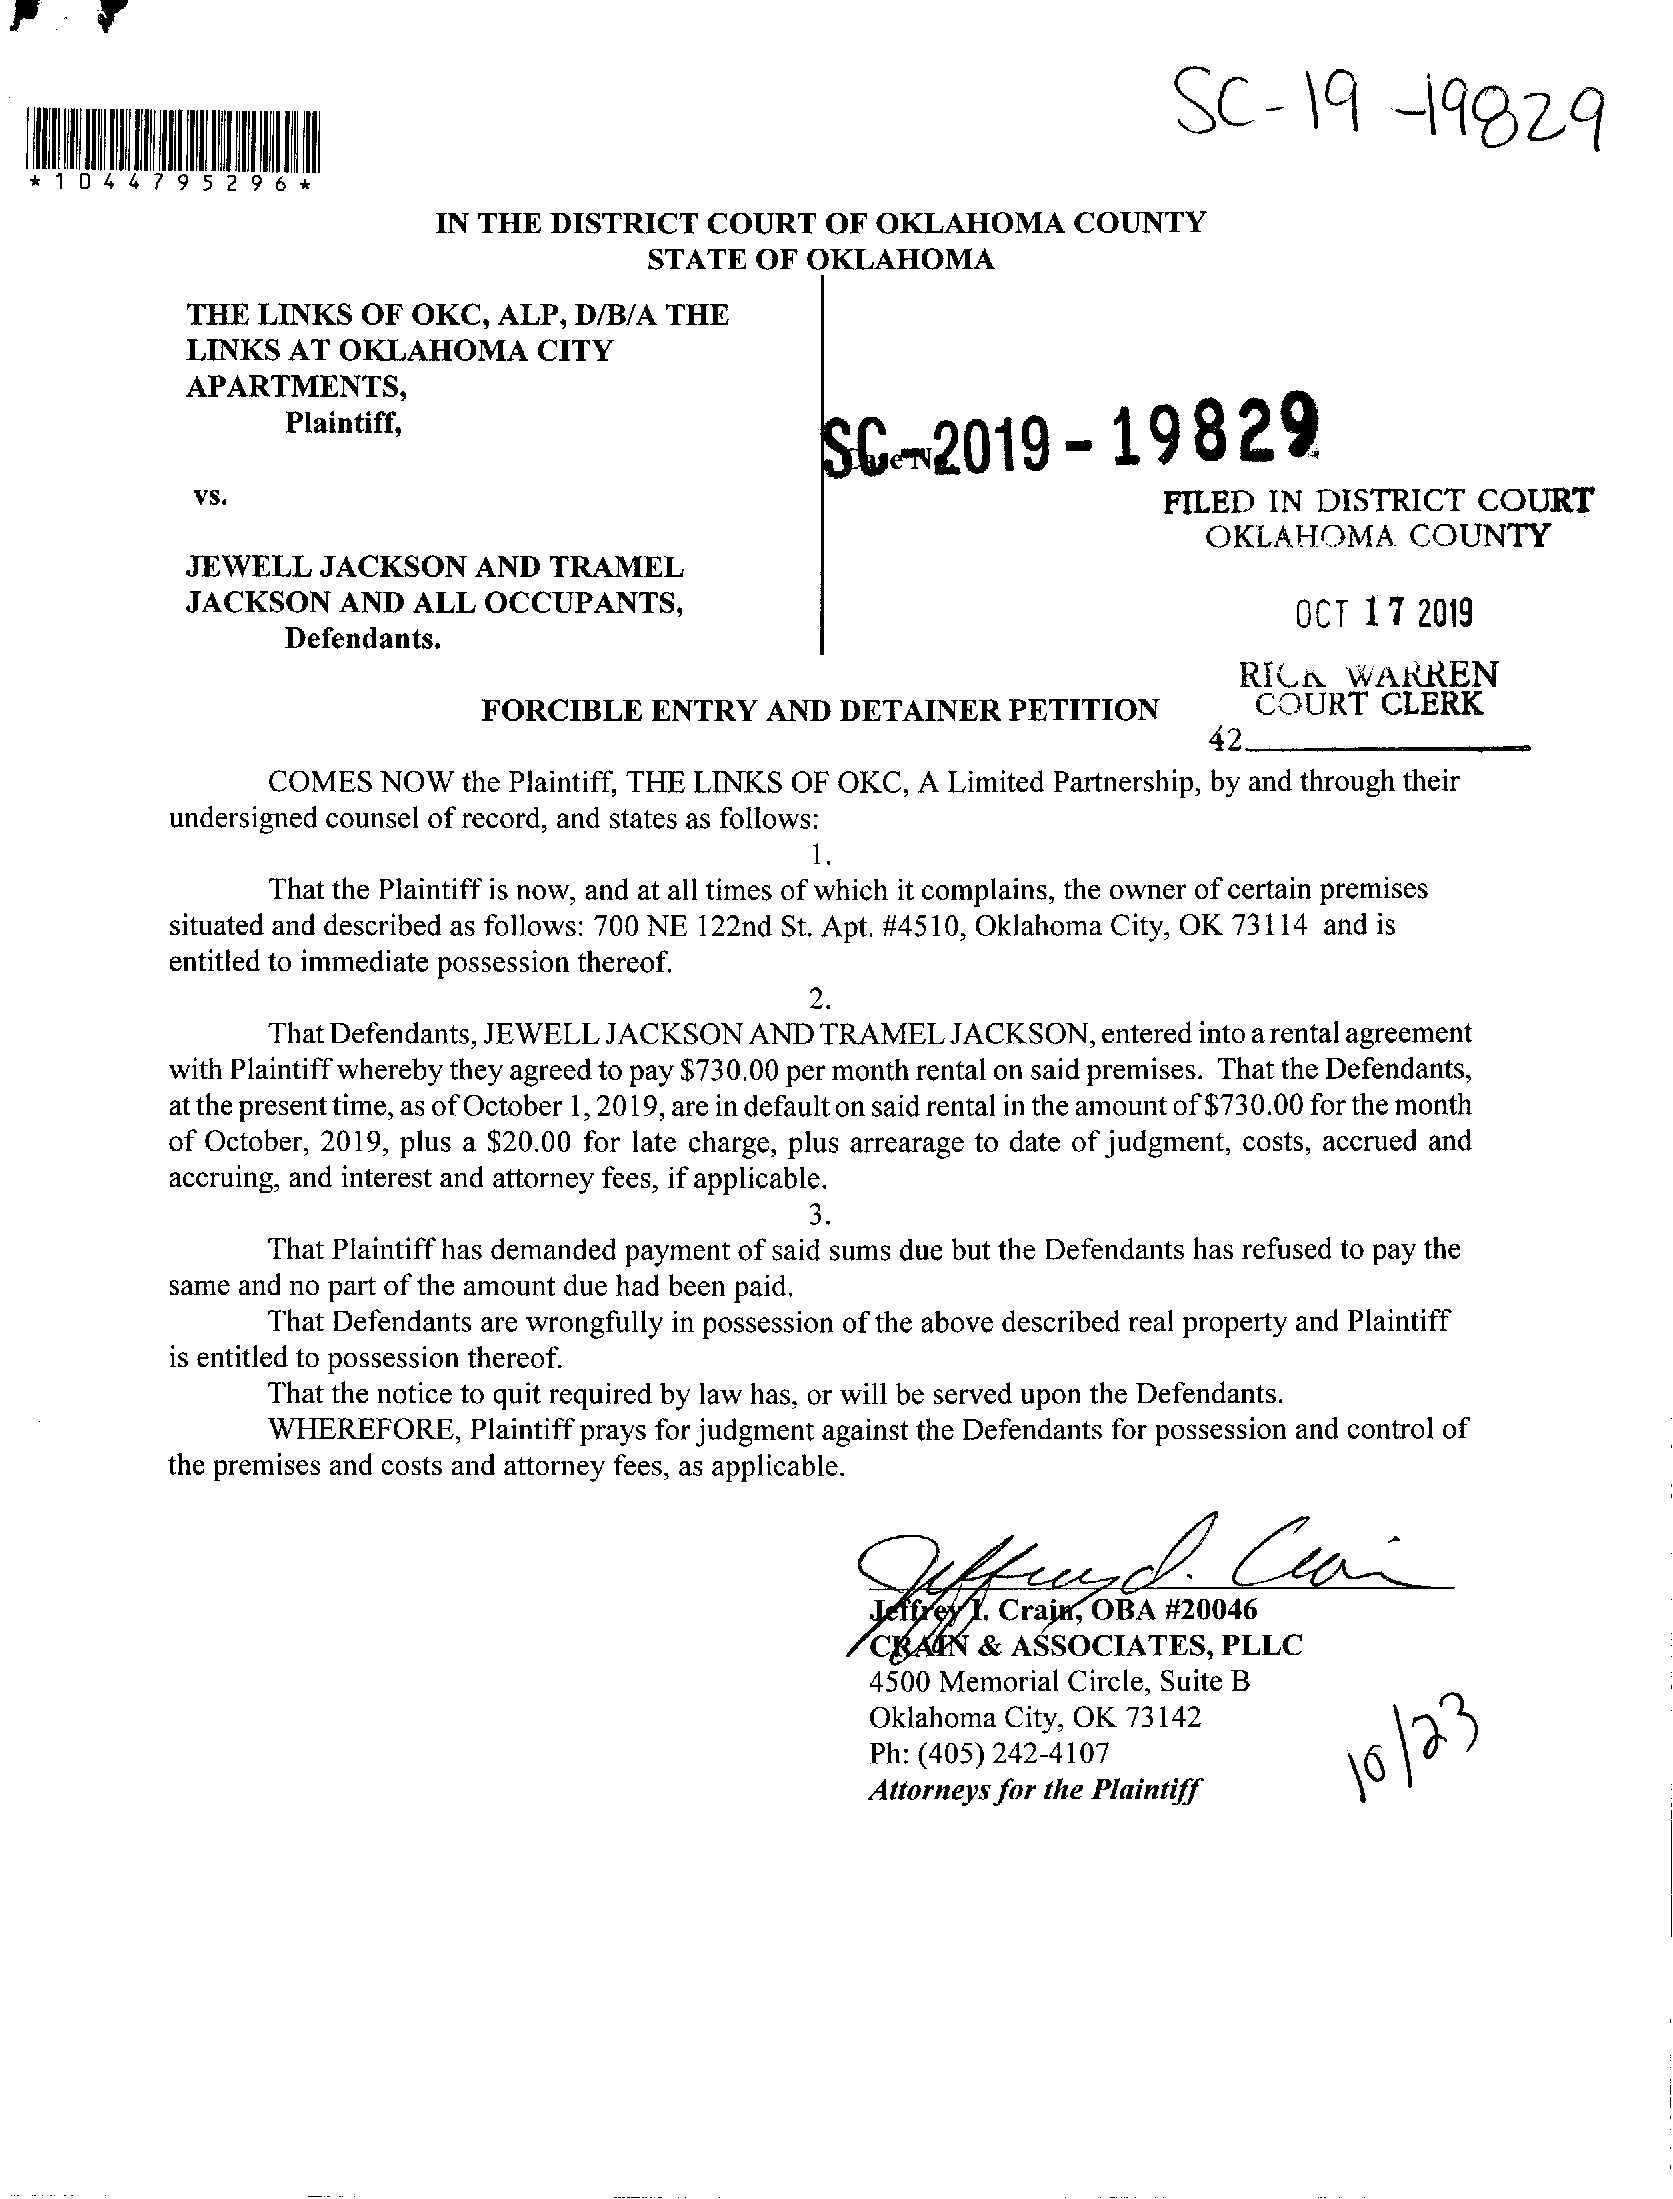 SC-19-19829
*1044795296*
IN THE DISTRICT COURT OF OKLAHOMA COUNTY
STATE OF OKLAHOMA
THE LINKS OF OKC, ALP, D/B/A THE
LINKS AT OKLAHOMA CITY
APARTMENTS,
Plaintiff,
SC-2019-19829
vs.
FILED IN DISTRICT COURT
OKLAHOMA COUNTY
JEWELL JACKSON AND TRAMEL
JACKSON AND ALL OCCUPANTS,
Defendants.
OCT 17 2019
RICK WARREN
COURT CLERK
42
FORCIBLE ENTRY AND DETAINER PETITION
COMES NOW the Plaintiff, THE LINKS OF OKC, A Limited Partnership, by and through their
undersigned counsel of record, and states as follows:
1.
That the Plaintiff is now, and at all times of which it complains, the owner of certain premises
situated and described as follows: 700 NE 122nd St. Apt. #4510, Oklahoma City, OK 73114 and is
entitled to immediate possession thereof.
2.
That Defendants, JEWELL JACKSON AND TRAMEL JACKSON, entered into a rental agreement
with Plaintiff whereby they agreed to pay $730.00 per month rental on said premises. That the Defendants,
at the present time, as of October 1, 2019, are in default on said rental in the amount of $730.00 for the month
of October, 2019, plus a $20.00 for late charge, plus arrearage to date of judgment, costs, accrued and
accruing, and interest and attorney fees, if applicable.
3.
That Plaintiff has demanded payment of said sums due but the Defendants has refused to pay the
same and no part of the amount due had been paid.
That Defendants are wrongfully in possession of the above described real property and Plaintiff
is entitled to possession thereof.
That the notice to quit required by law has, or will be served upon the Defendants.
WHEREFORE, Plaintiff prays for judgment against the Defendants for possession and control of
the premises and costs and attorney fees, as applicable.
Jeffrey I. Crain, OBA #20046
CRAIN & ASSOCIATES, PLLC
4500 Memorial Circle, Suite B
Oklahoma City, OK 73142
Ph: (405) 242-4107
Attorneys for the Plaintiff
10/23